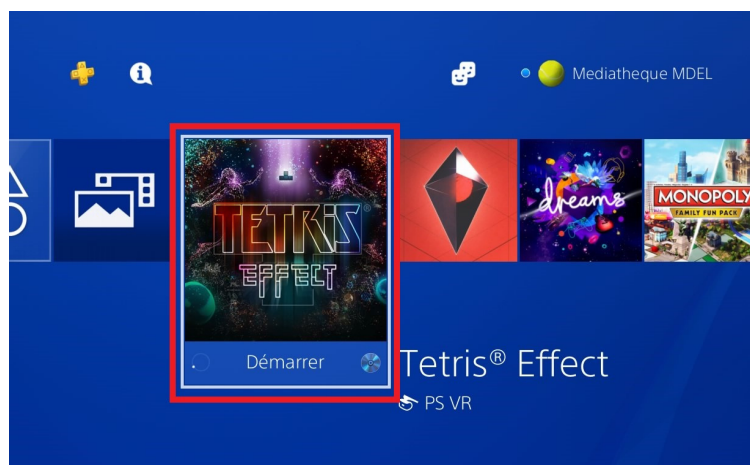 Mediatheque MDEL
TETRIS®
EFFECT
dreams
MONOPOLY
FAMILY FUN PACK
Démarrer
Tetris® Effect
PS VR